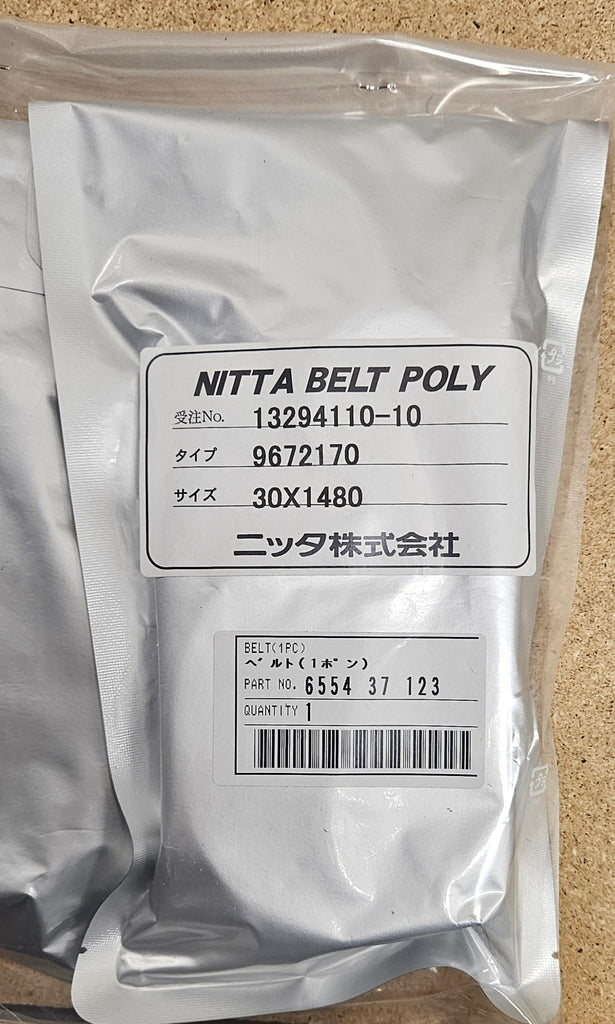 NITTA BELT POLY
受注No. 13294110-10
タイプ 9672170
サイズ 30X1480
ニッタ株式会社
BELT(1PC)
ベルト(1ポン)
PART NO. 6554 37 123
QUANTITY 1